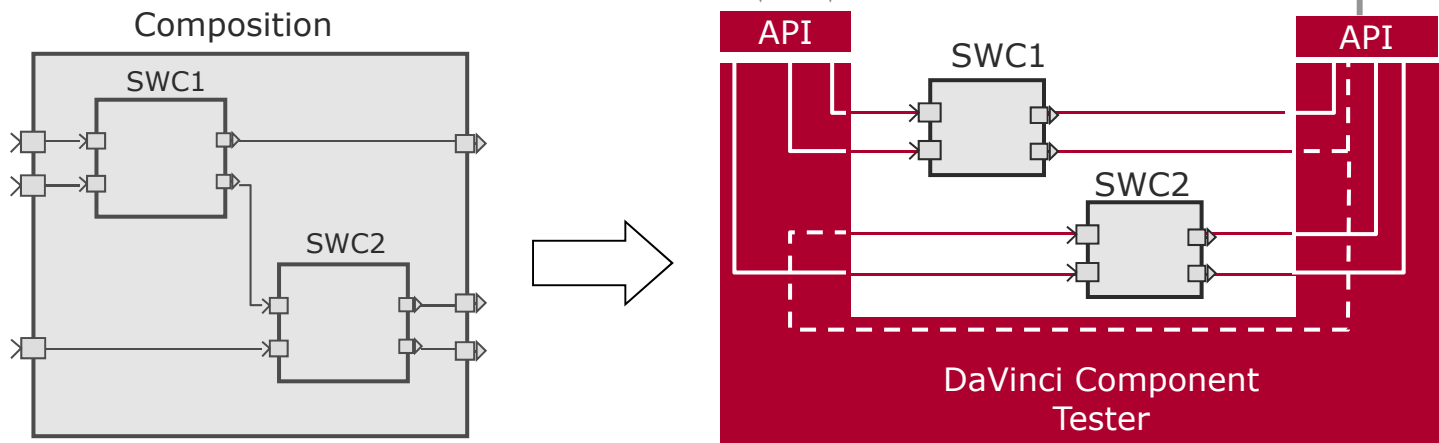 Composition
SWC1
SWC2
API
API
SWC1
SWC2
DaVinci Component
Tester